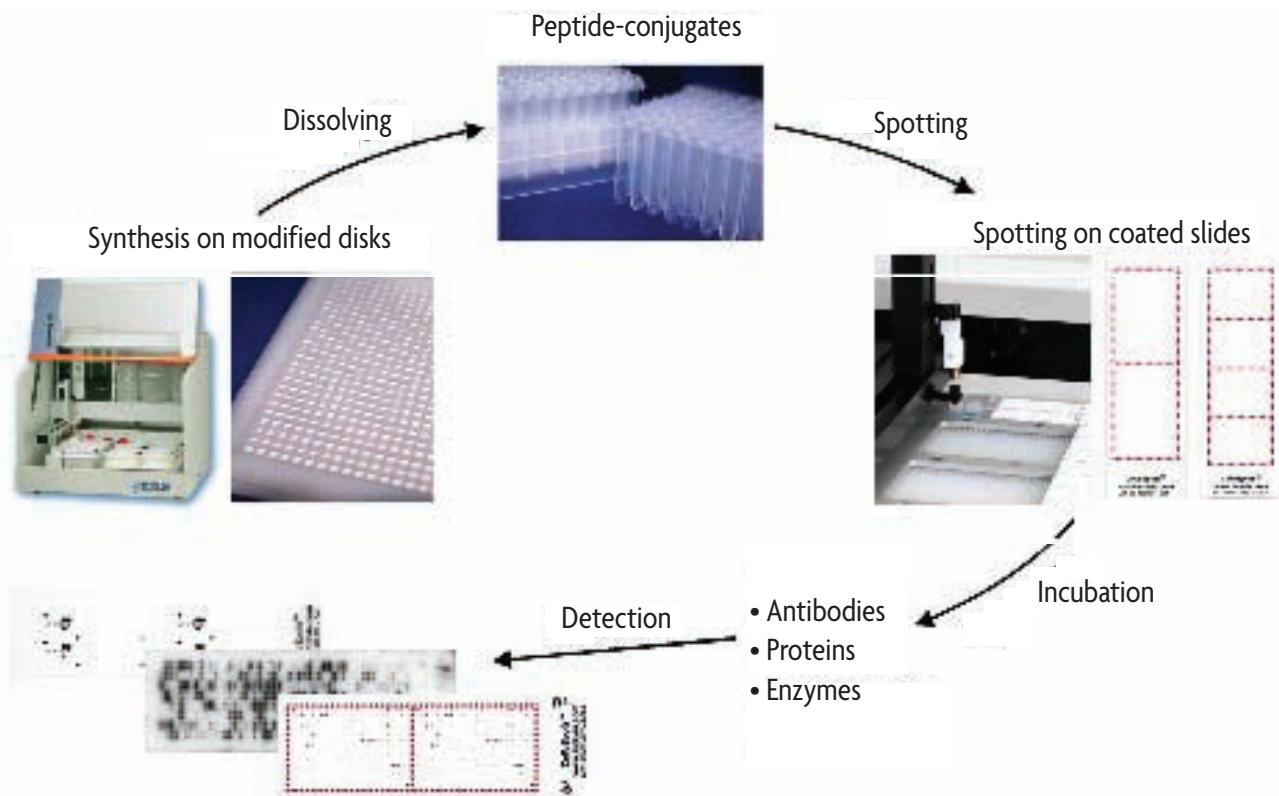 Peptide-conjugates
Dissolving
Spotting
Synthesis on modified disks
Spotting on coated slides
Incubation
Detection
• Antibodies
• Proteins
• Enzymes